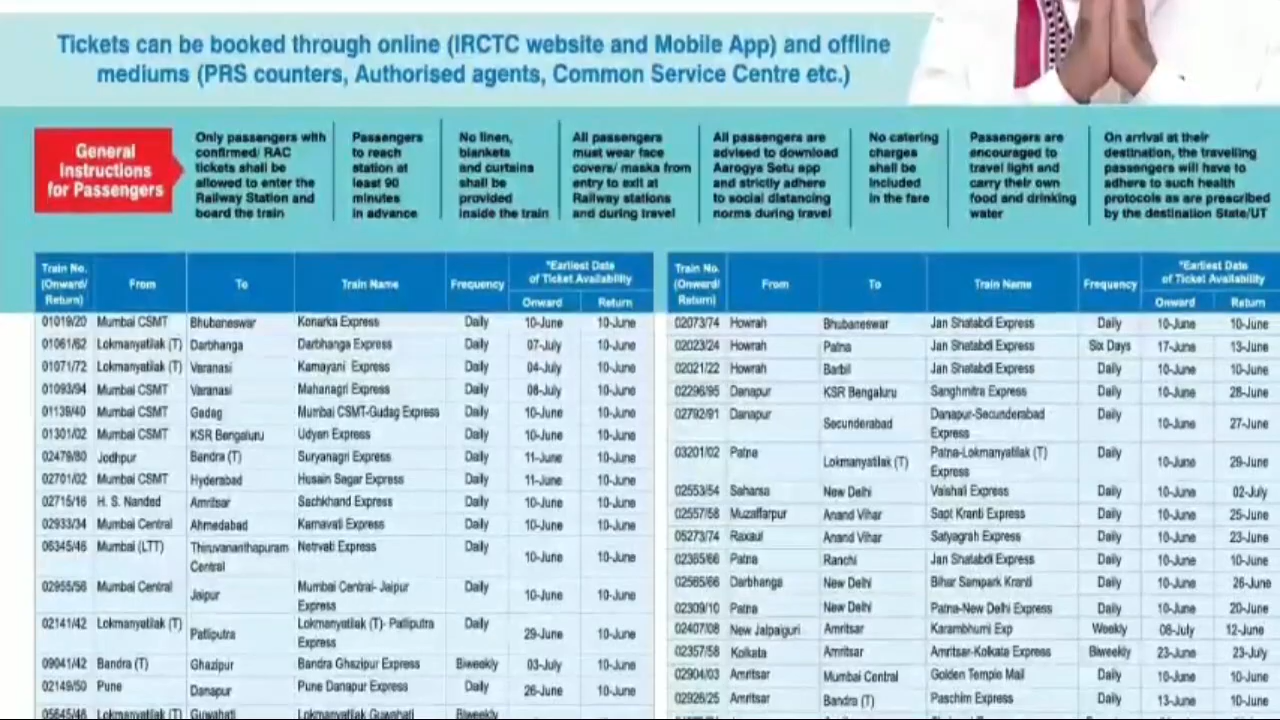 Tickets can be booked through online (IRCTC website and Mobile App) and offline
mediums (PRS counters, Authorised agents, Common Service Centre etc.)
General
Instructions
for Passengers
Only passengers with
confirmed/ RAC
tickets shall be
allowed to enter the
Railway Station and
board the train
Passengers
to reach
station at
least 90
minutes
in advance
No linen,
blankets
and curtains
shall be
provided
inside the train
All passengers
must wear face
covers/ masks from
entry to exit at
Railway stations
and during travel
All passengers are
advised to download
Aarogya Setu app
and strictly adhere
to social distancing
norms during travel
No catering
charges
shall be
included
in the fare
Passengers are
encouraged to
travel light and
carry their own
food and drinking
water
On arrival at their
destination, the travelling
passengers will have to
adhere to such health
protocols as are prescribed
by the destination State/UT
Train No. (Onward/ Return) From To Train Name Frequency *Earliest Date of Ticket Availability Onward Return
01019/20 Mumbai CSMT Bhubaneswar Konarka Express Daily 10-June 10-June
01061/62 Lokmanyatilak (T) Darbhanga Darbhanga Express Daily 07-July 10-June
01071/72 Lokmanyatilak (T) Varanasi Kamayani Express Daily 04-July 10-June
01093/94 Mumbai CSMT Varanasi Mahanagri Express Daily 08-July 10-June
01139/40 Mumbai CSMT Gadag Mumbai CSMT-Gudag Express Daily 10-June 10-June
01301/02 Mumbai CSMT KSR Bengaluru Udyan Express Daily 10-June 10-June
02479/80 Jodhpur Bandra (T) Suryanagri Express Daily 11-June 10-June
02701/02 Mumbai CSMT Hyderabad Husain Sagar Express Daily 11-June 10-June
02715/16 H. S. Nanded Amritsar Sachkhand Express Daily 10-June 10-June
02933/34 Mumbai Central Ahmedabad Karnavati Express Daily 10-June 10-June
06345/46 Mumbai (LTT) Thiruvananthapuram Central Netrvati Express Daily 10-June 10-June
02955/56 Mumbai Central Jaipur Mumbai Central- Jaipur Express Daily 10-June 10-June
02141/42 Lokmanyatilak (T) Patliputra Lokmanyatilak (T)- Patliputra Express Daily 29-June 10-June
09041/42 Bandra (T) Ghazipur Bandra Ghazipur Express Biweekly 03-July 10-June
02149/50 Pune Danapur Pune Danapur Express Daily 26-June 10-June
05645/46 Lokmanyatilak (T) Guwahati Lokmanyatilak Guwahati Biweekly
Train No. (Onward/ Return) From To Train Name Frequency *Earliest Date of Ticket Availability Onward Return
02073/74 Howrah Bhubaneswar Jan Shatabdi Express Daily 10-June 10-June
02023/24 Howrah Patna Jan Shatabdi Express Six Days 17-June 13-June
02021/22 Howrah Barbil Jan Shatabdi Express Daily 10-June 10-June
02296/95 Danapur KSR Bengaluru Sanghmitra Express Daily 10-June 28-June
02792/91 Danapur Secunderabad Danapur-Secunderabad Express Daily 10-June 27-June
03201/02 Patna Lokmanyatilak (T) Patna-Lokmanyatilak (T) Express Daily 10-June 29-June
02553/54 Saharsa New Delhi Vaishali Express Daily 10-June 02-July
02557/58 Muzaffarpur Anand Vihar Sapt Kranti Express Daily 10-June 25-June
05273/74 Raxaul Anand Vihar Satyagrah Express Daily 10-June 23-June
02365/66 Patna Ranchi Jan Shatabdi Express Daily 10-June 10-June
02565/66 Darbhanga New Delhi Bihar Sampark Kranti Daily 10-June 26-June
02309/10 Patna New Delhi Patna-New Delhi Express Daily 10-June 20-June
02407/08 New Jalpaiguri Amritsar Karambhumi Exp Weekly 08-July 12-June
02357/58 Kolkata Amritsar Amritsar-Kolkata Express Biweekly 23-June 23-July
02904/03 Amritsar Mumbai Central Golden Temple Mail Daily 10-June 10-June
02926/25 Amritsar Bandra (T) Paschim Express Daily 13-June 10-June